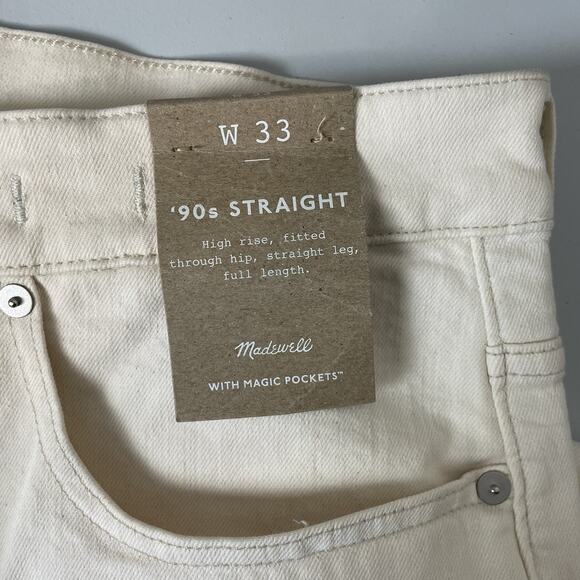 W 33
‘90s STRAIGHT
High rise, fitted
through hip, straight leg,
full length.
Madewell
WITH MAGIC POCKETS™